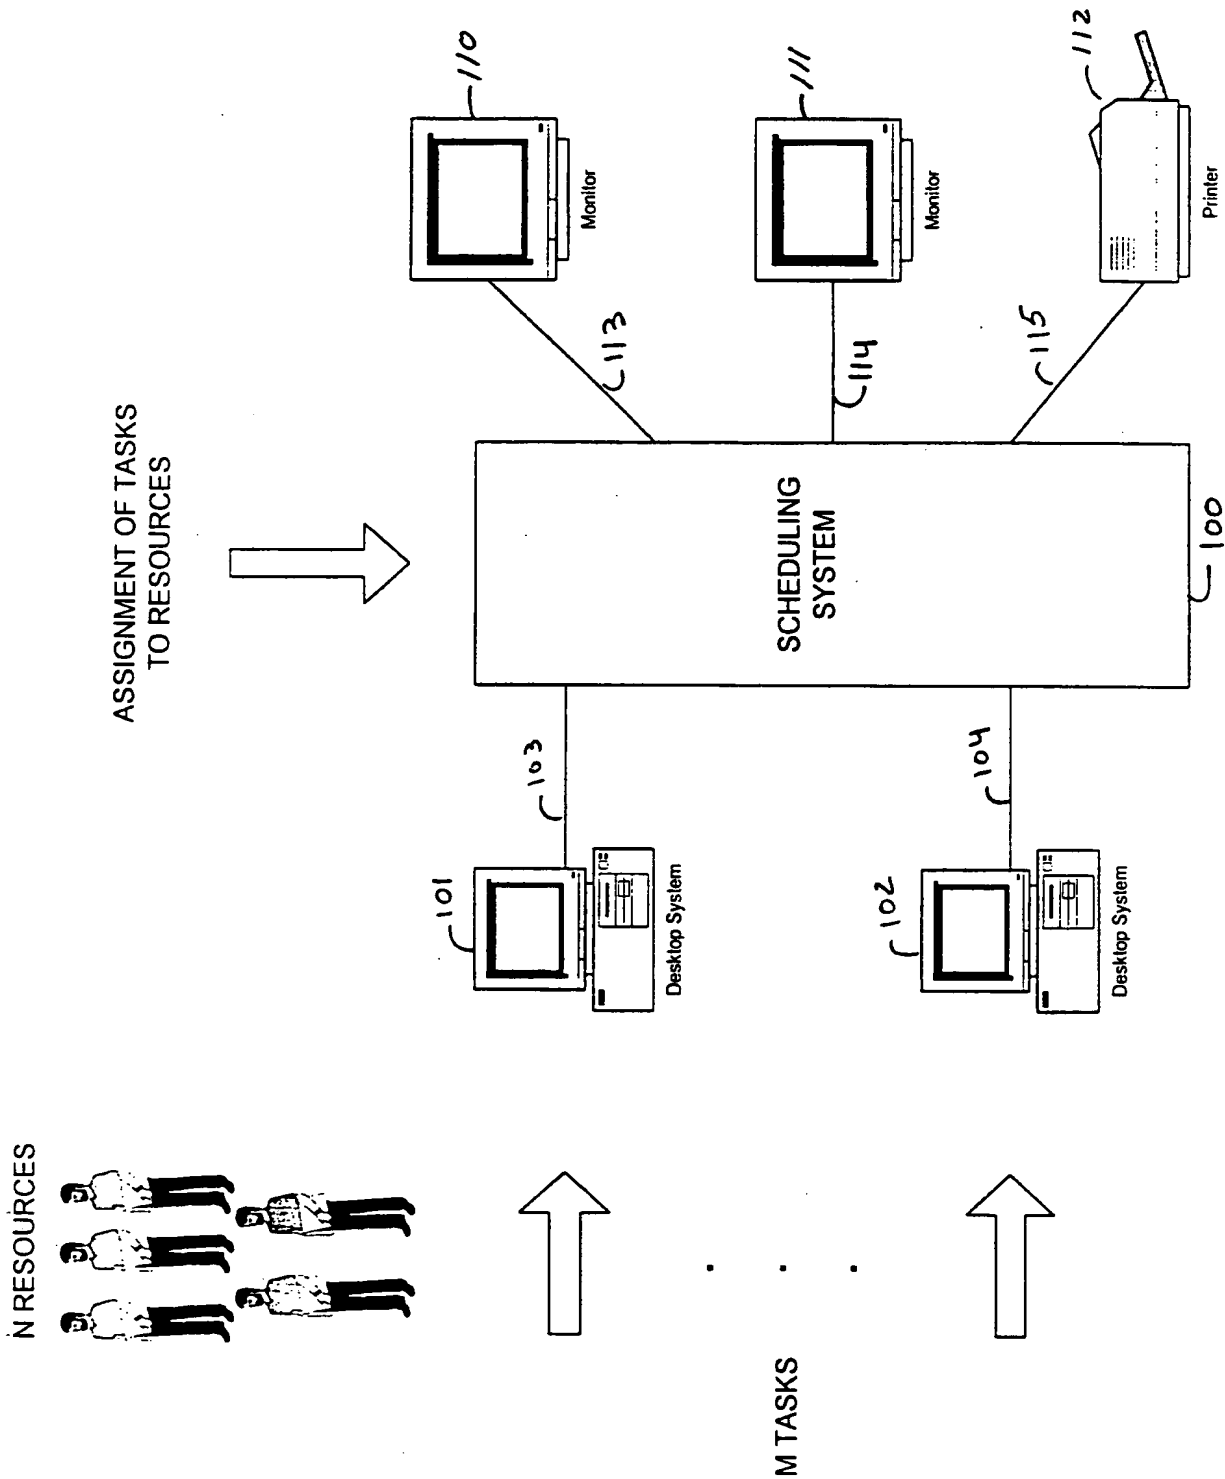 N RESOURCES
M TASKS
ASSIGNMENT OF TASKS
TO RESOURCES
101
Desktop System
103
102
Desktop System
104
SCHEDULING
SYSTEM
100
113
114
115
110
Monitor
111
Monitor
112
Printer